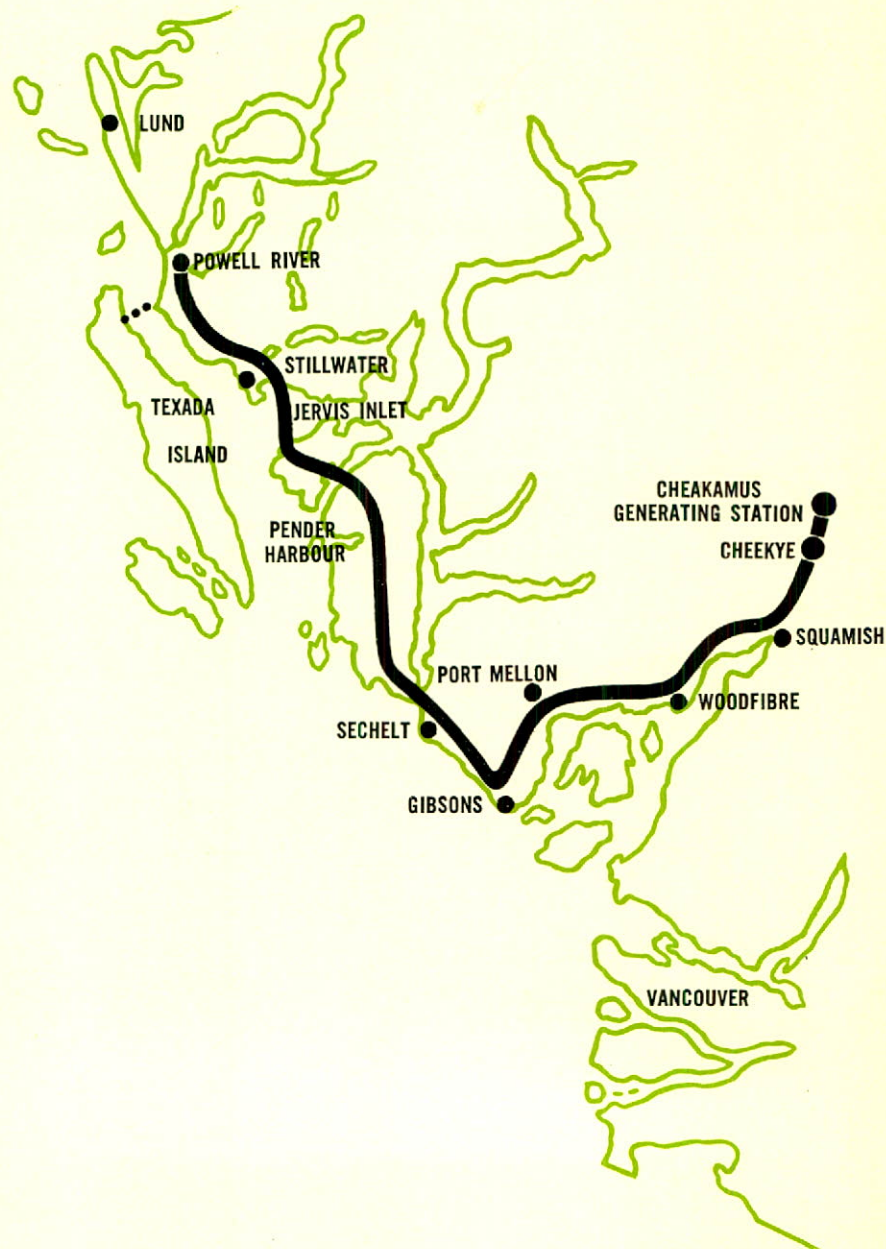 LUND
POWELL RIVER
STILLWATER
TEXADA
ISLAND
JERVIS INLET
PENDER
HARBOUR
CHEAKAMUS
GENERATING STATION
CHEEKYE
SQUAMISH
PORT MELLON
WOODFIBRE
SECHELT
GIBSONS
VANCOUVER